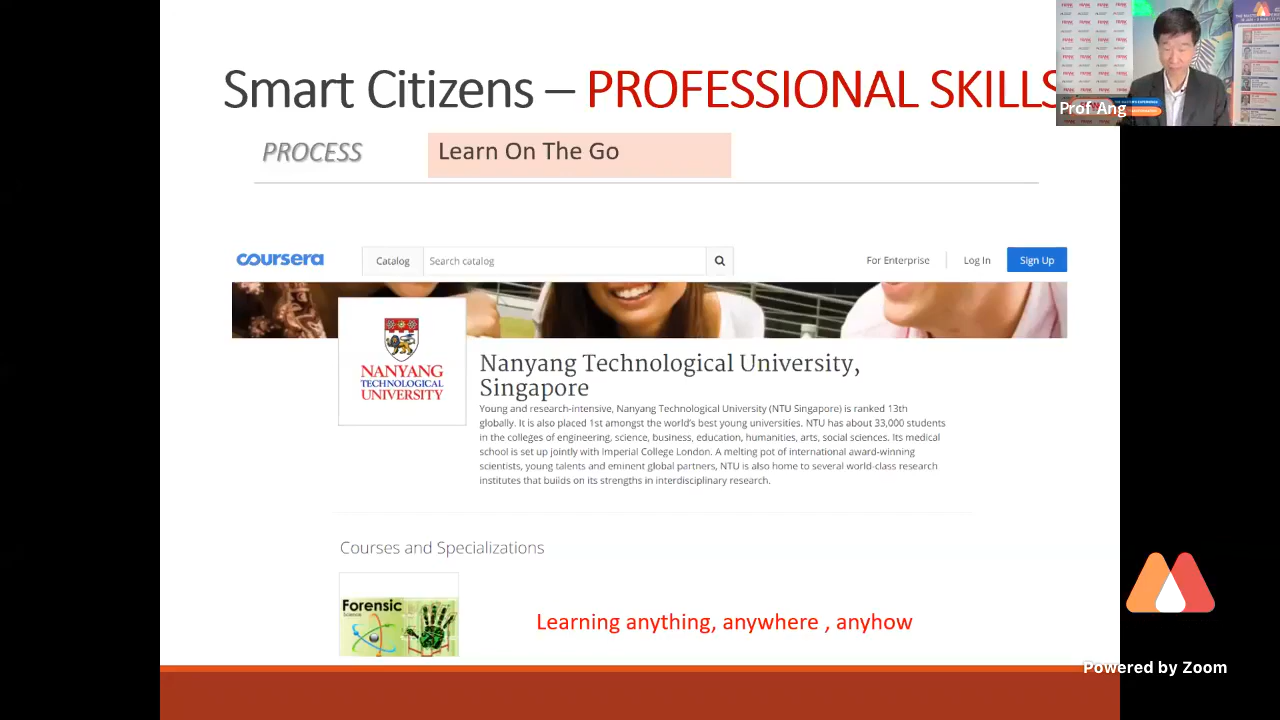 Smart Citizens – PROFESSIONAL SKILLS
Prof Ang
PROCESS
Learn On The Go
coursera
Catalog
Search catalog
For Enterprise
Log In
Sign Up
NANYANG
TECHNOLOGICAL
UNIVERSITY
Nanyang Technological University,
Singapore
Young and research-intensive, Nanyang Technological University (NTU Singapore) is ranked 13th
globally. It is also placed 1st amongst the world's best young universities. NTU has about 33,000 students
in the colleges of engineering, science, business, education, humanities, arts, social sciences. Its medical
school is set up jointly with Imperial College London. A melting pot of international award-winning
scientists, young talents and eminent global partners, NTU is also home to several world-class research
institutes that builds on its strengths in interdisciplinary research.
Courses and Specializations
Forensic
Science
Learning anything, anywhere , anyhow
Powered by Zoom